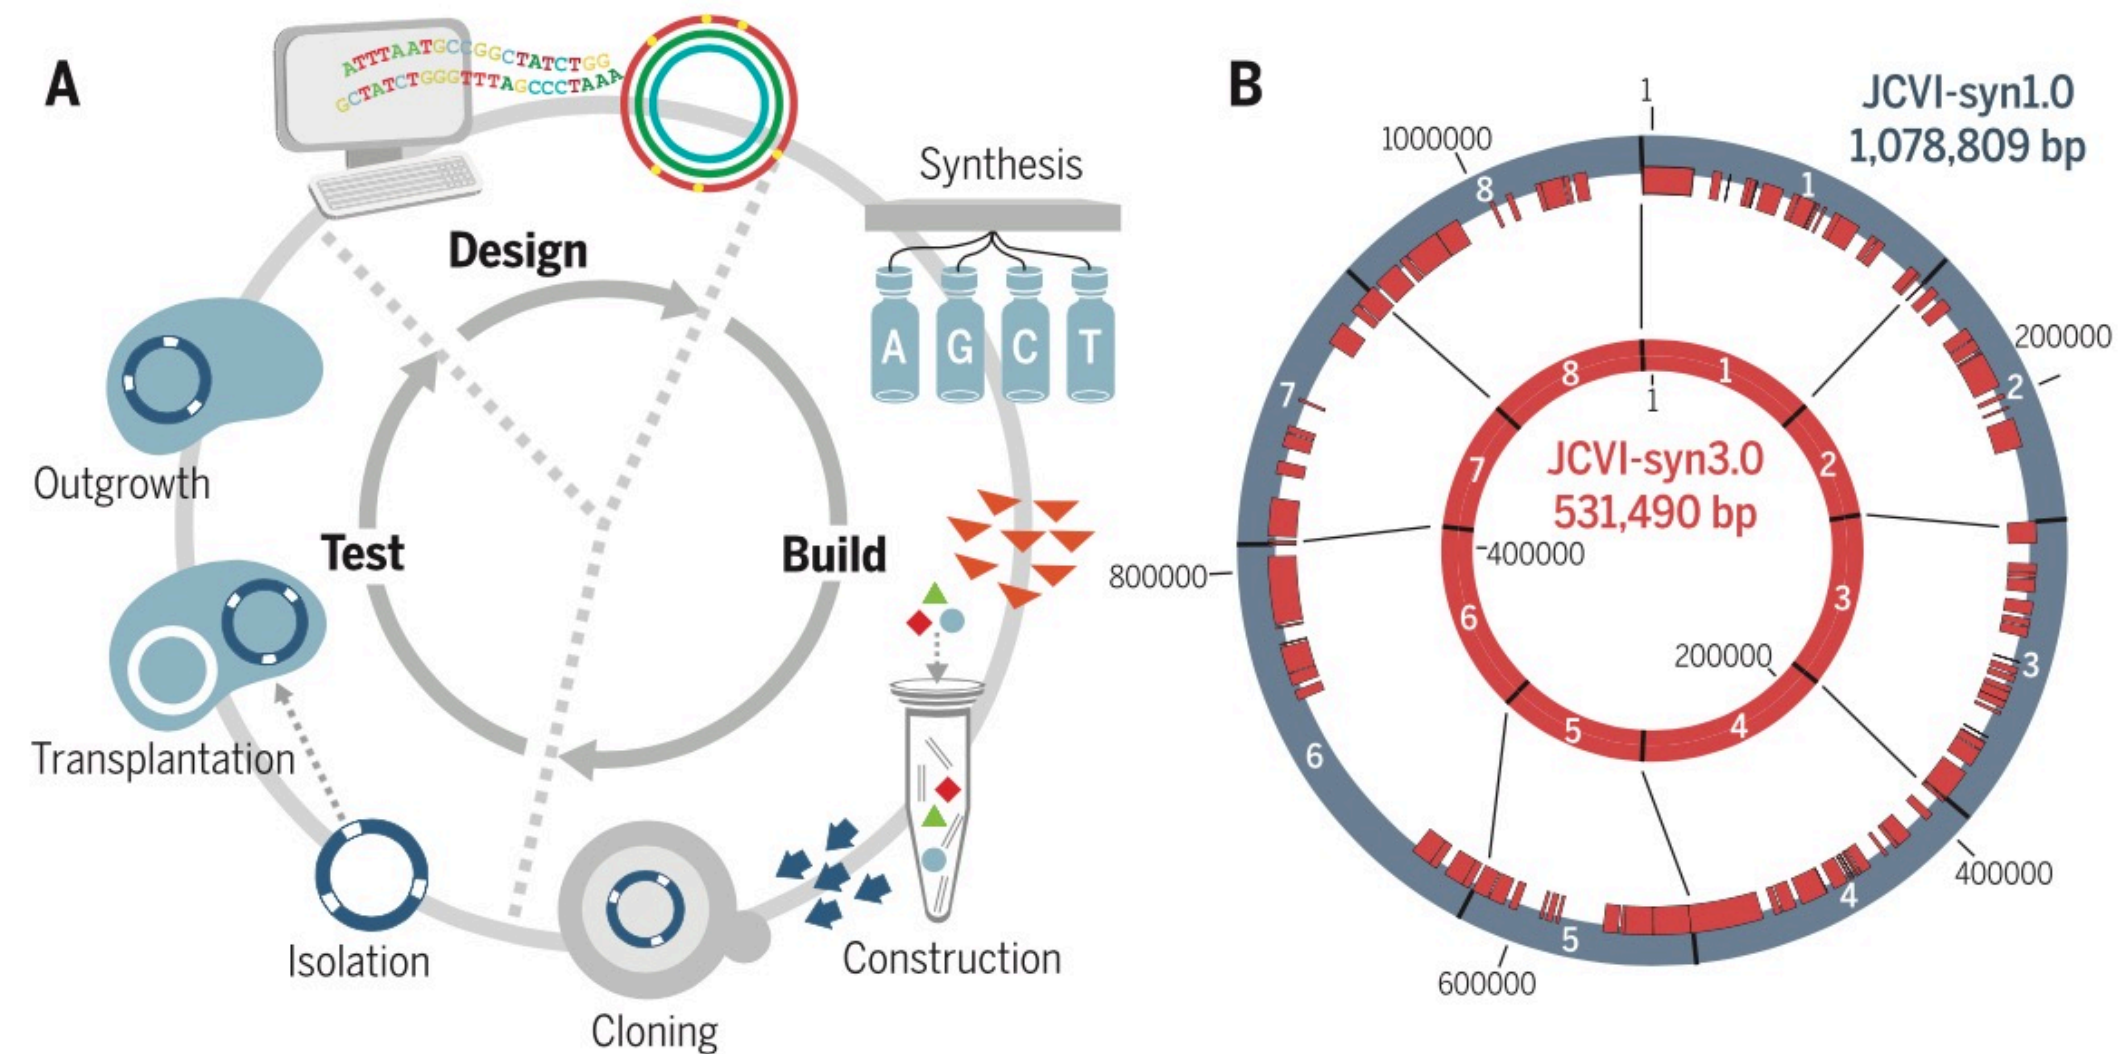 A
ATTTAATGCCGGCTATCTGG
GCTATCTGGGTTTAGCCCTAAA
Design
Synthesis
A G C T
Build
Construction
Cloning
Isolation
Test
Transplantation
Outgrowth
B
JCVI-syn1.0
1,078,809 bp
1
200000
400000
600000
800000
1000000
1
2
3
4
5
6
7
8
JCVI-syn3.0
531,490 bp
1
200000
400000
1
2
3
4
5
6
7
8